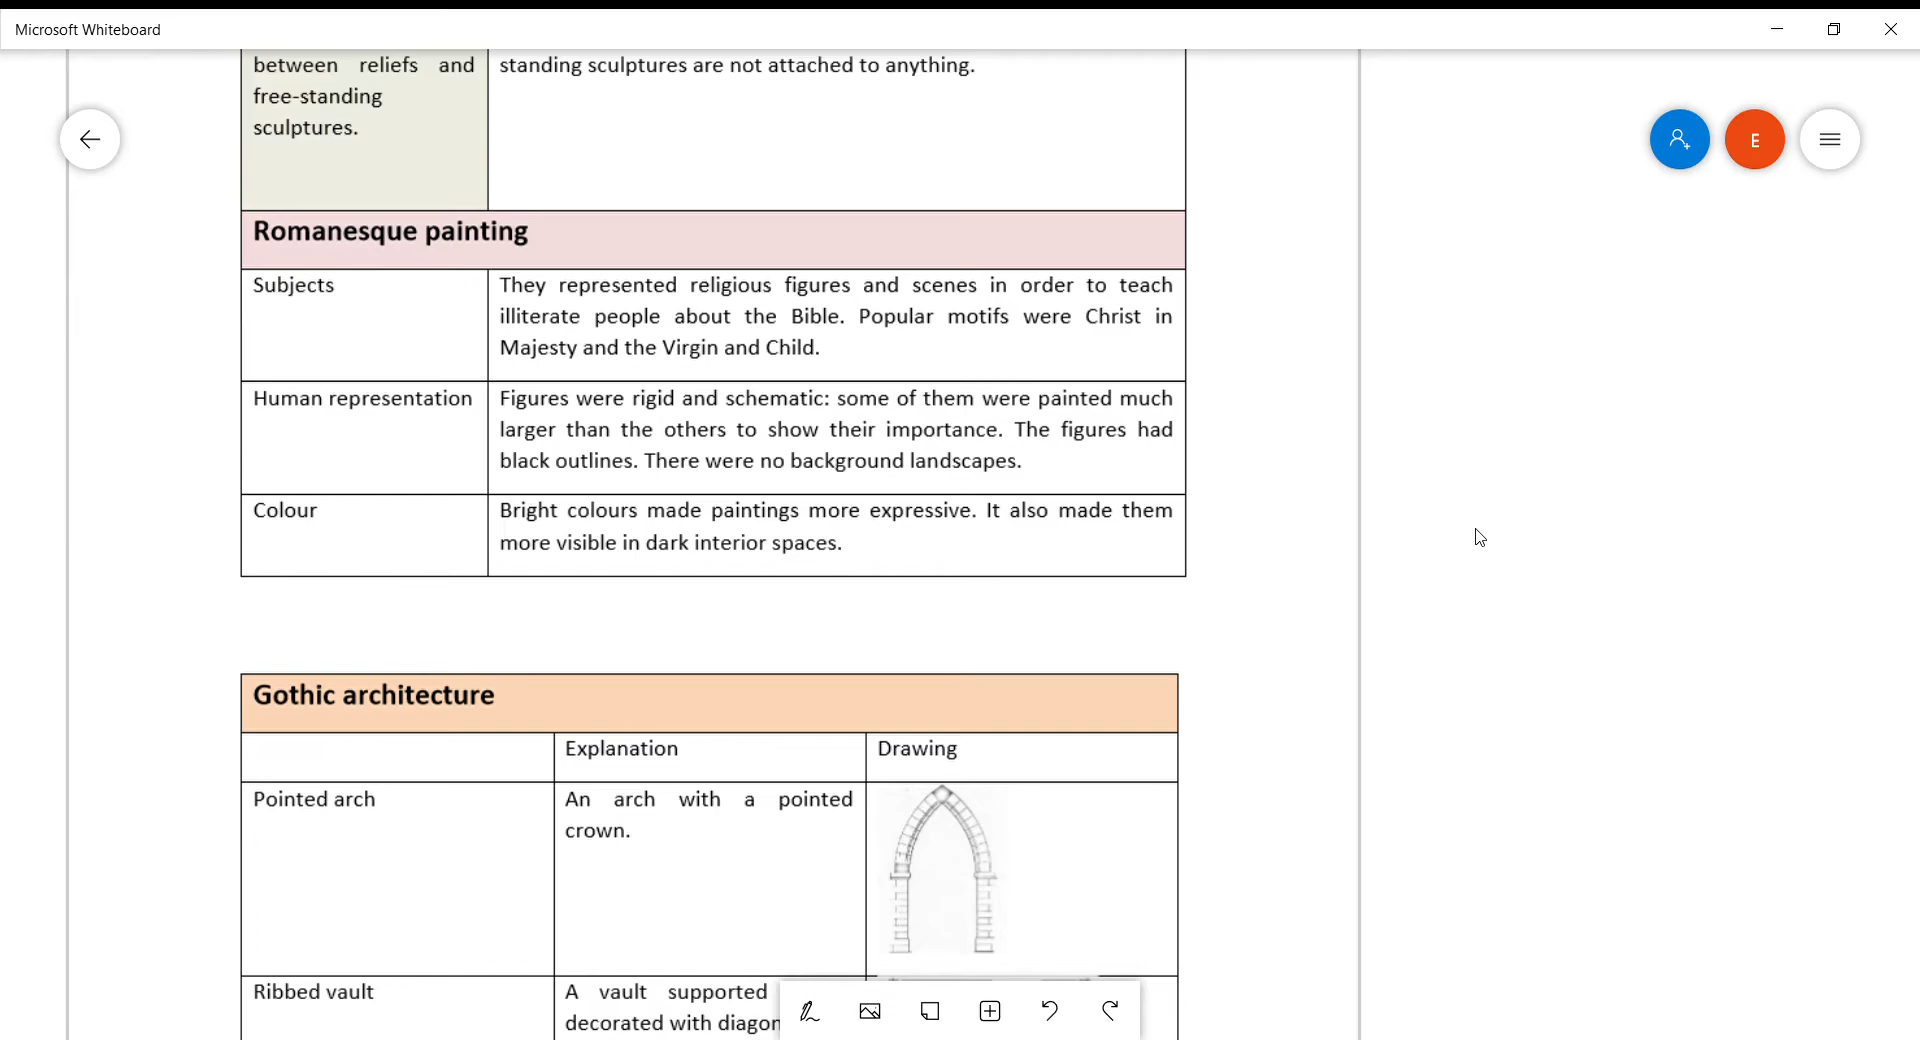 Microsoft Whiteboard
between reliefs and
free-standing
sculptures.
standing sculptures are not attached to anything.
E
Romanesque painting
Subjects
They represented religious figures and scenes in order to teach
illiterate people about the Bible. Popular motifs were Christ in
Majesty and the Virgin and Child.
Human representation
Figures were rigid and schematic: some of them were painted much
larger than the others to show their importance. The figures had
black outlines. There were no background landscapes.
Colour
Bright colours made paintings more expressive. It also made them
more visible in dark interior spaces.
Gothic architecture
Explanation
Drawing
Pointed arch
An arch with a pointed
crown.
Ribbed vault
A vault supported
decorated with